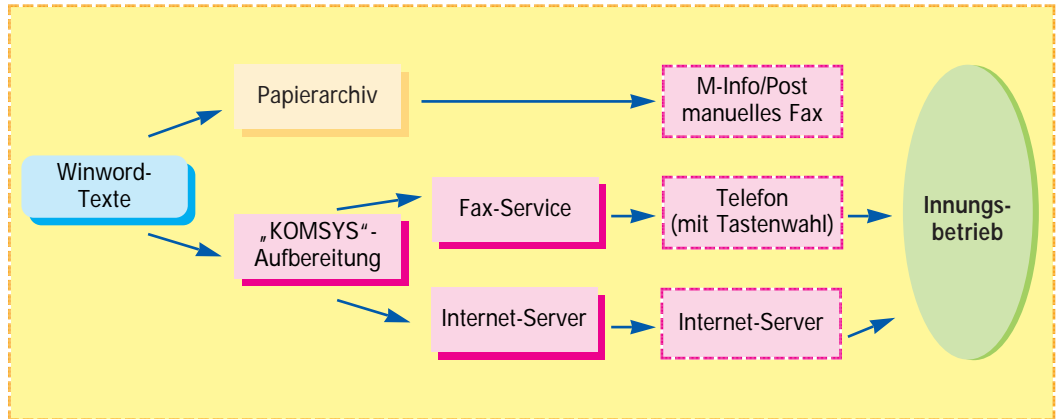 Papierarchiv
M-Info/Post
manuelles Fax
Winword-
Texte
„KOMSYS“-
Aufbereitung
Fax-Service
Telefon
(mit Tastenwahl)
Innungs-
betrieb
Internet-Server
Internet-Server